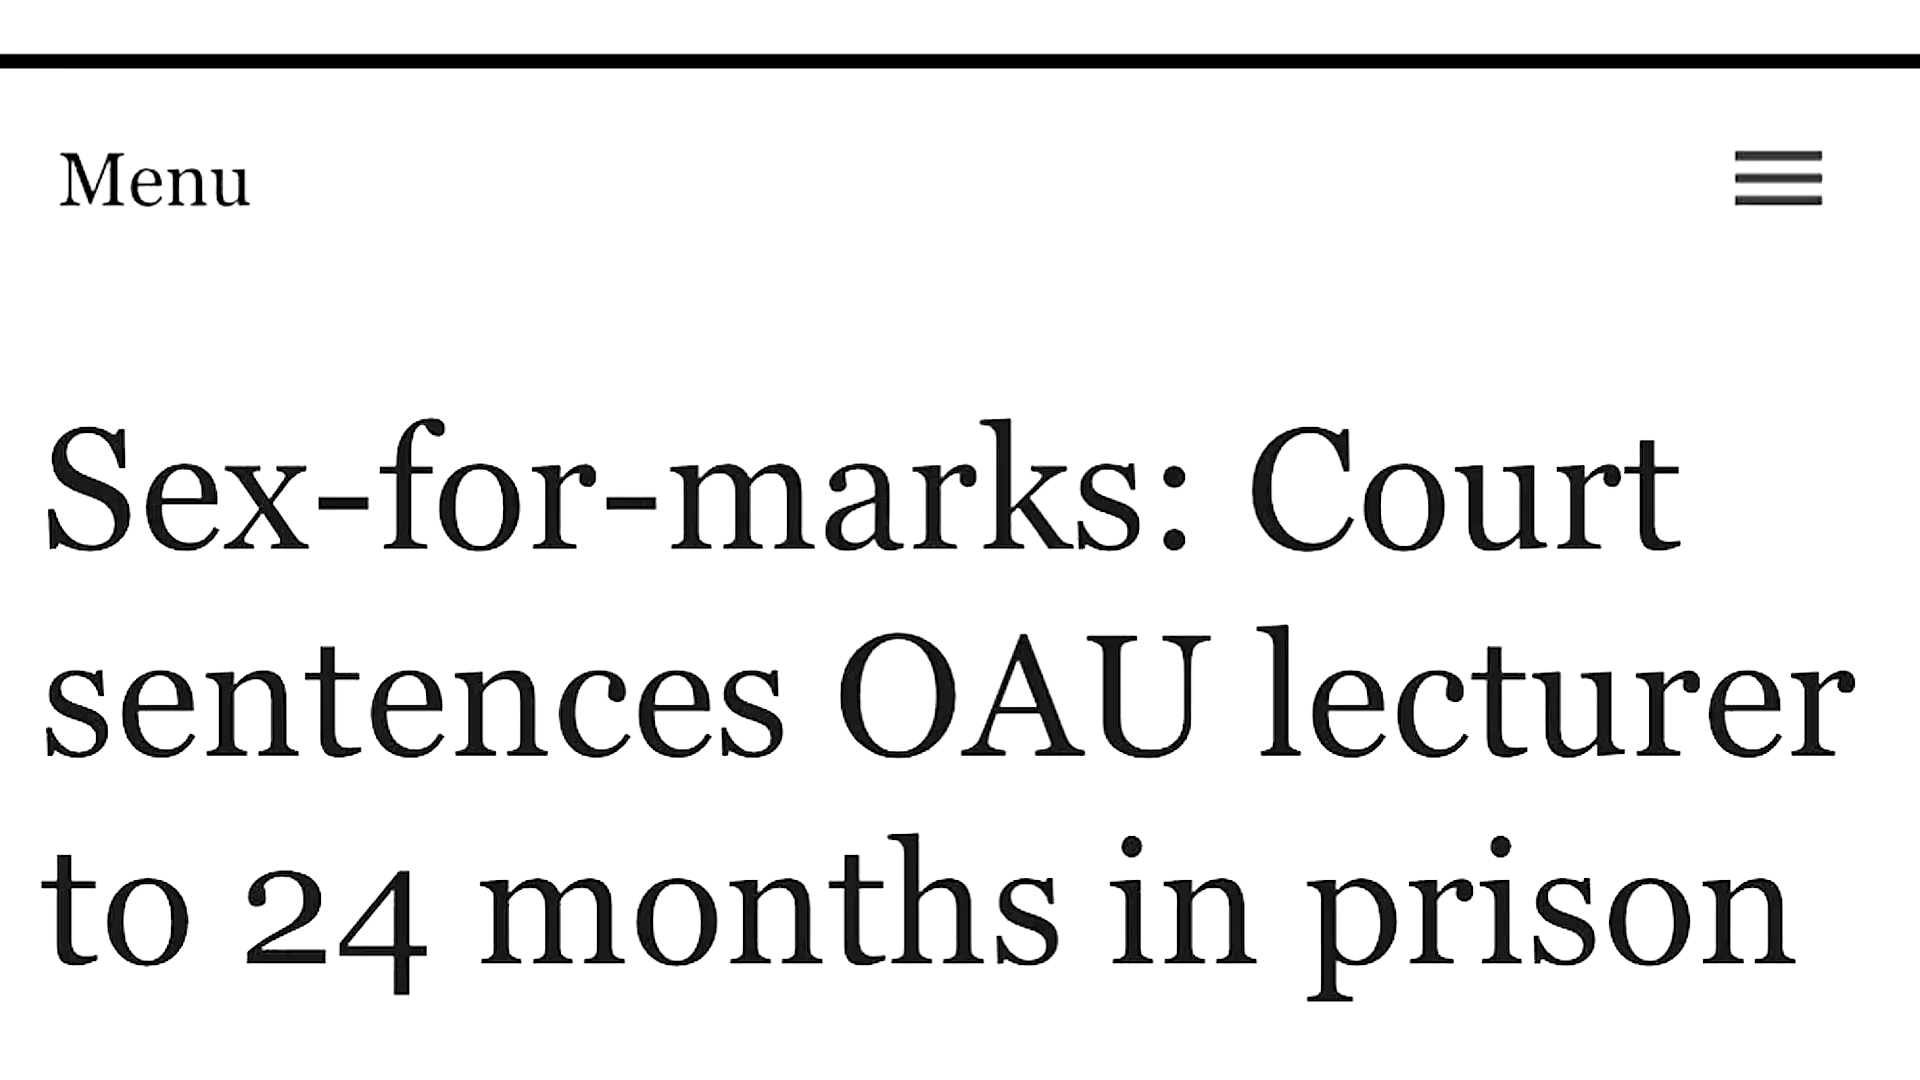 Menu
Sex-for-marks: Court
sentences OAU lecturer
to 24 months in prison